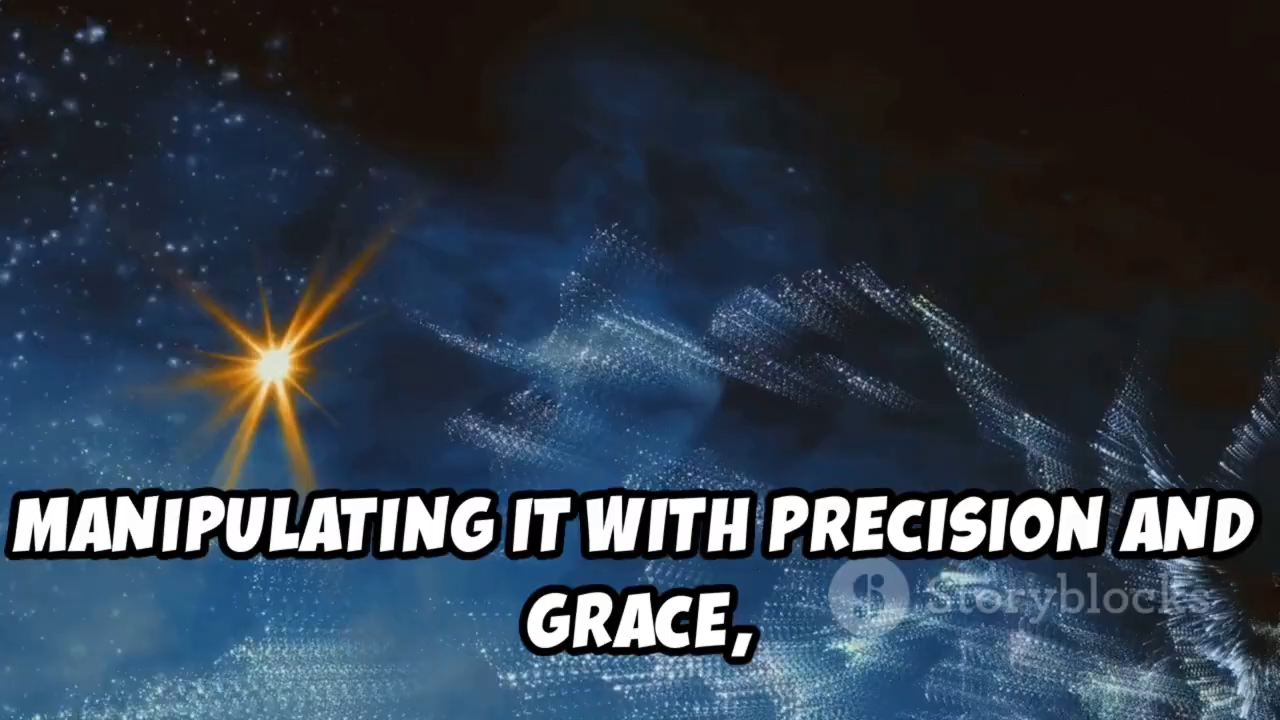 MANIPULATING IT WITH PRECISION AND
GRACE,
Storyblocks